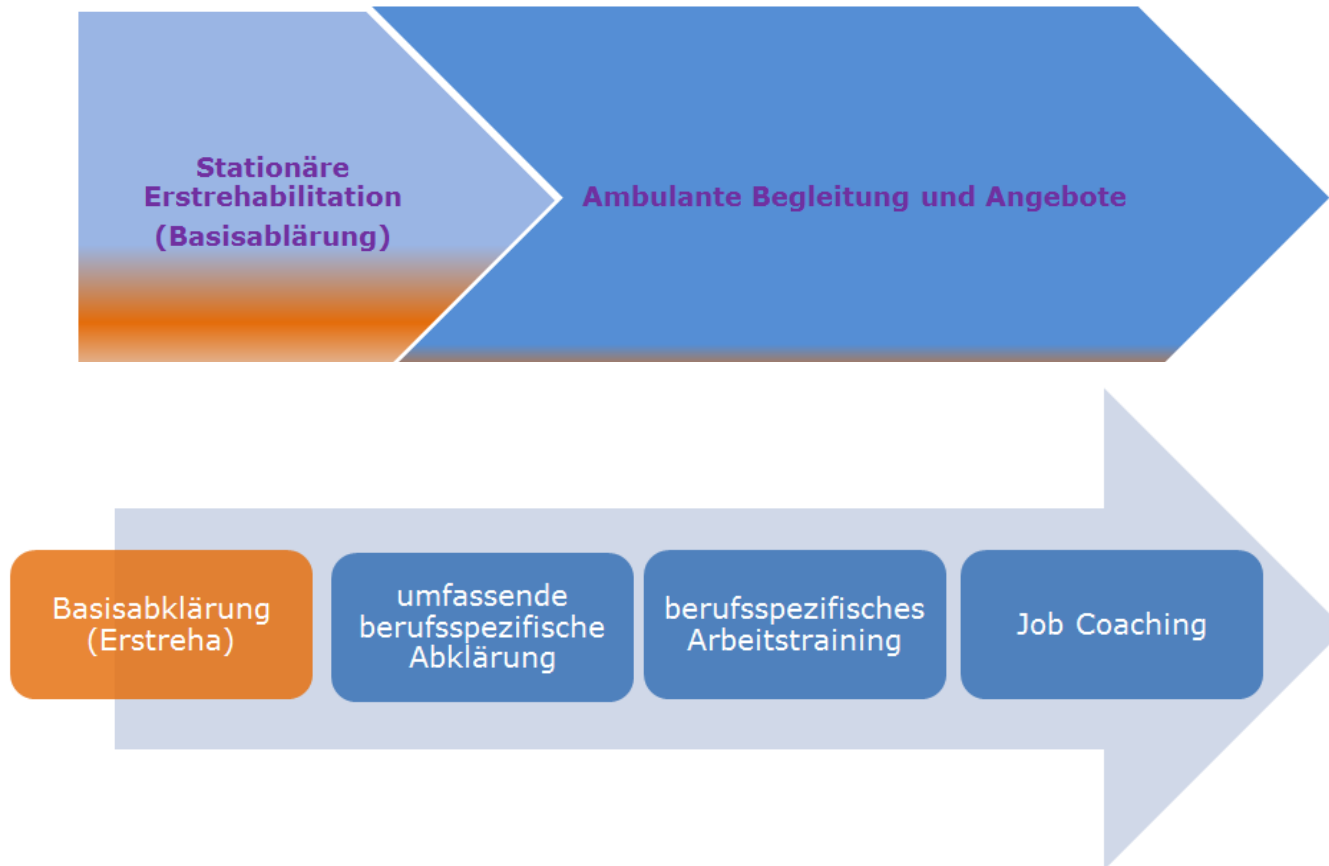 Stationäre
Erstrehabilitation
(Basisablärung)
Ambulante Begleitung und Angebote
Basisabklärung
(Erstreha)
umfassende
berufsspezifische
Abklärung
berufsspezifisches
Arbeitstraining
Job Coaching